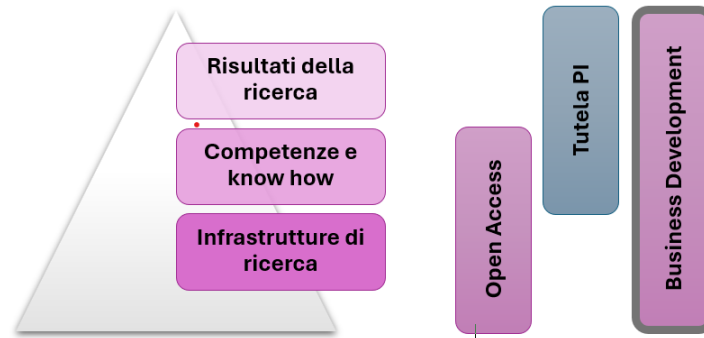 Risultati della
ricerca
Competenze e
know how
Infrastrutture di
ricerca
Open Access
Tutela PI
Business Development